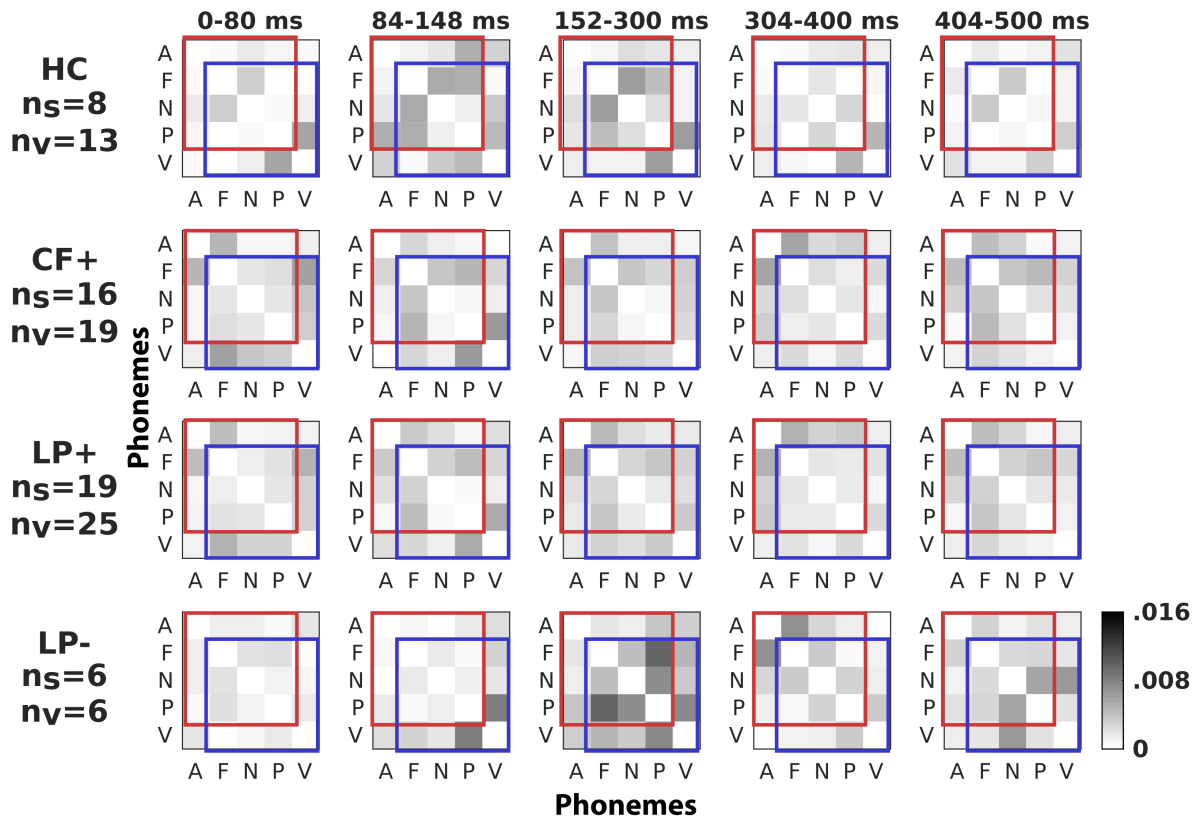 0-80 ms 84-148 ms 152-300 ms 304-400 ms 404-500 ms
HC
ns=8
nv=13
A A A A A
F F F F F
N N N N N
P P P P P
V V V V V
A F N P V A F N P V A F N P V A F N P V A F N P V
CF+
ns=16
nv=19
A A A A A
F F F F F
N N N N N
P P P P P
V V V V V
A F N P V A F N P V A F N P V A F N P V A F N P V
Phonemes
LP+
ns=19
nv=25
A A A A A
F F F F F
N N N N N
P P P P P
V V V V V
A F N P V A F N P V A F N P V A F N P V A F N P V
LP-
ns=6
nv=6
A A A A A
F F F F F
N N N N N
P P P P P
V V V V V
A F N P V A F N P V A F N P V A F N P V A F N P V
.016
.008
0
Phonemes